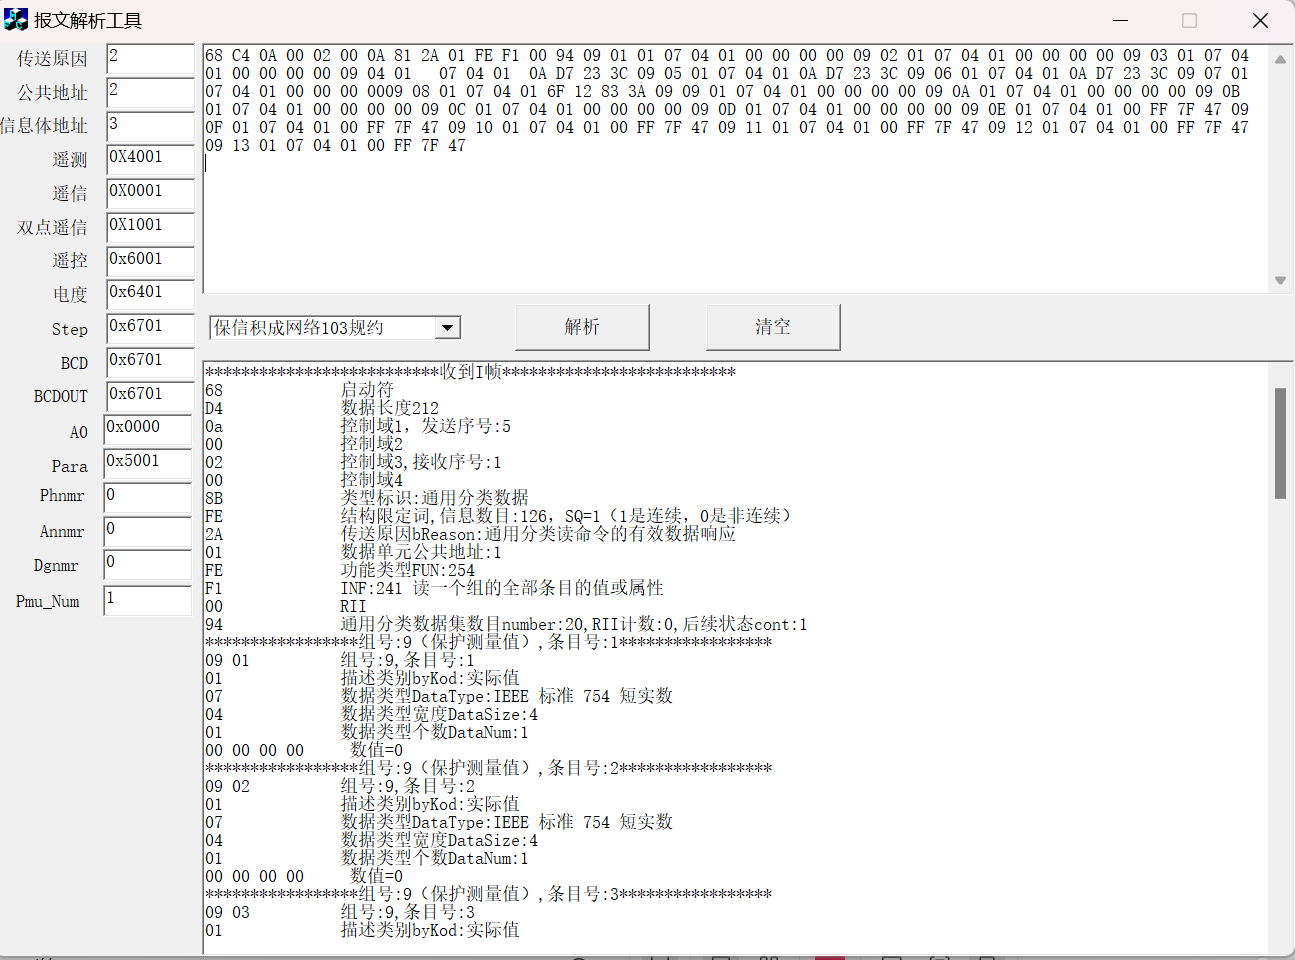 报文解析工具
传送原因 2
公共地址 2
信息体地址 3
遥测 0X4001
遥信 0X0001
双点遥信 0X1001
遥控 0x6001
电度 0x6401
Step 0x6701
BCD 0x6701
BCDOUT 0x6701
A0 0x0000
Para 0x5001
Phnmr 0
Annmr 0
Dgnmr 0
Pmu_Num 1
68 C4 0A 00 02 00 0A 81 2A 01 FE F1 00 94 09 01 01 07 04 01 00 00 00 00 09 02 01 07 04 01 00 00 00 00 09 03 01 07 04
01 00 00 00 00 09 04 01   07 04 01  0A D7 23 3C 09 05 01 07 04 01 0A D7 23 3C 09 06 01 07 04 01 0A D7 23 3C 09 07 01
07 04 01 00 00 00 0009 08 01 07 04 01 6F 12 83 3A 09 09 01 07 04 01 00 00 00 00 09 0A 01 07 04 01 00 00 00 00 09 0B
01 07 04 01 00 00 00 00 09 0C 01 07 04 01 00 00 00 00 09 0D 01 07 04 01 00 00 00 00 09 0E 01 07 04 01 00 FF 7F 47 09
0F 01 07 04 01 00 FF 7F 47 09 10 01 07 04 01 00 FF 7F 47 09 11 01 07 04 01 00 FF 7F 47 09 12 01 07 04 01 00 FF 7F 47
09 13 01 07 04 01 00 FF 7F 47
保信积成网络103规约
解析
清空
**************************收到I帧**************************
68 启动符
D4 数据长度212
0a 控制域1，发送序号:5
00 控制域2
02 控制域3,接收序号:1
00 控制域4
8B 类型标识:通用分类数据
FE 结构限定词,信息数目:126，SQ=1（1是连续，0是非连续）
2A 传送原因bReason:通用分类读命令的有效数据响应
01 数据单元公共地址:1
FE 功能类型FUN:254
F1 INF:241 读一个组的全部条目的值或属性
00 RII
94 通用分类数据集数目number:20,RII计数:0,后续状态cont:1
*****************组号:9（保护测量值）,条目号:1*****************
09 01 组号:9,条目号:1
01 描述类别byKod:实际值
07 数据类型DataType:IEEE 标准 754 短实数
04 数据类型宽度DataSize:4
01 数据类型个数DataNum:1
00 00 00 00 数值=0
*****************组号:9（保护测量值）,条目号:2*****************
09 02 组号:9,条目号:2
01 描述类别byKod:实际值
07 数据类型DataType:IEEE 标准 754 短实数
04 数据类型宽度DataSize:4
01 数据类型个数DataNum:1
00 00 00 00 数值=0
*****************组号:9（保护测量值）,条目号:3*****************
09 03 组号:9,条目号:3
01 描述类别byKod:实际值